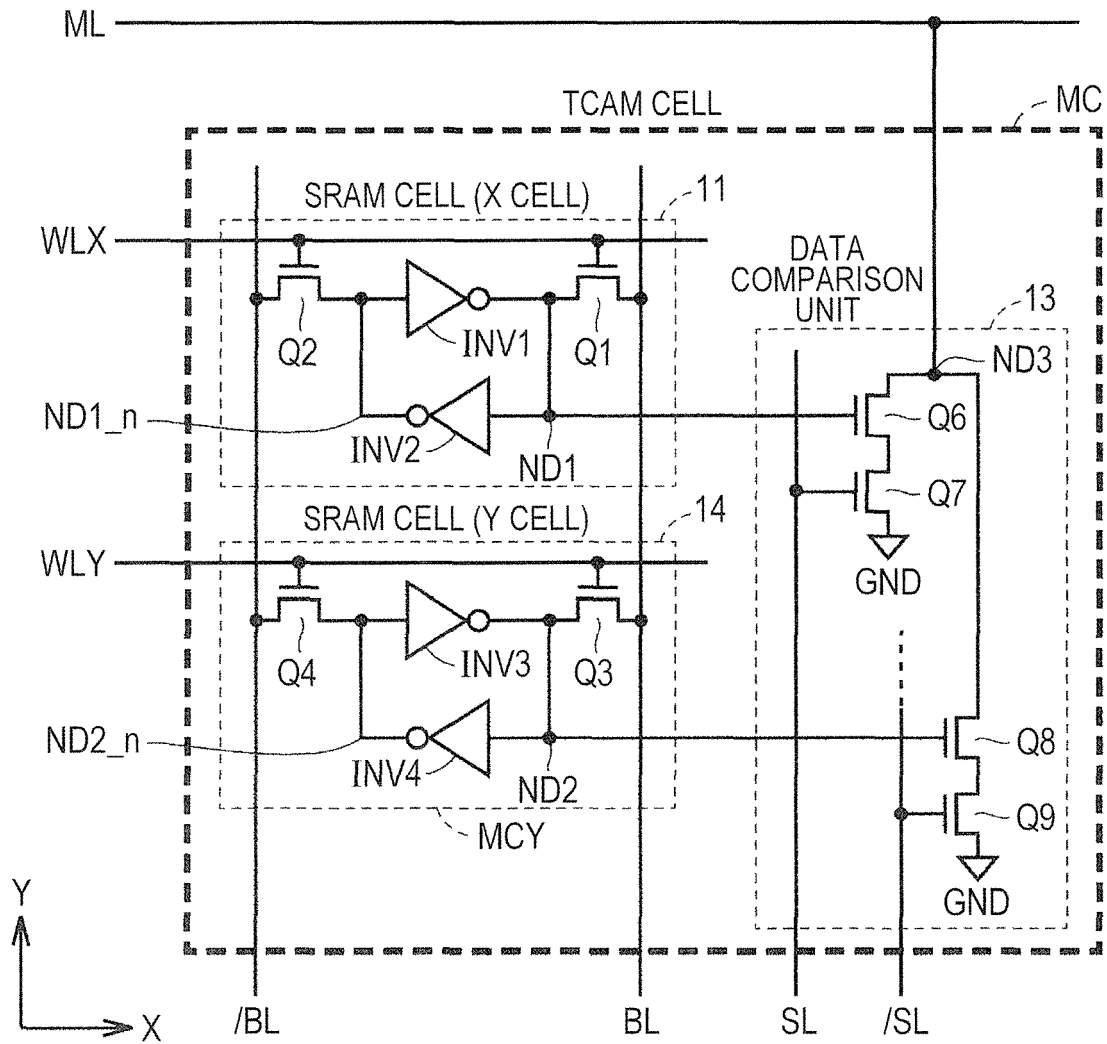 ML
TCAM CELL
MC
SRAM CELL (X CELL)
11
WLX
DATA
COMPARISON
UNIT
13
Q2
INV1
Q1
ND3
ND1_n
INV2
ND1
Q6
Q7
SRAM CELL (Y CELL)
14
WLY
GND
Q4
INV3
Q3
ND2_n
INV4
ND2
Q8
MCY
Q9
GND
Y
X
/BL
BL
SL
/SL